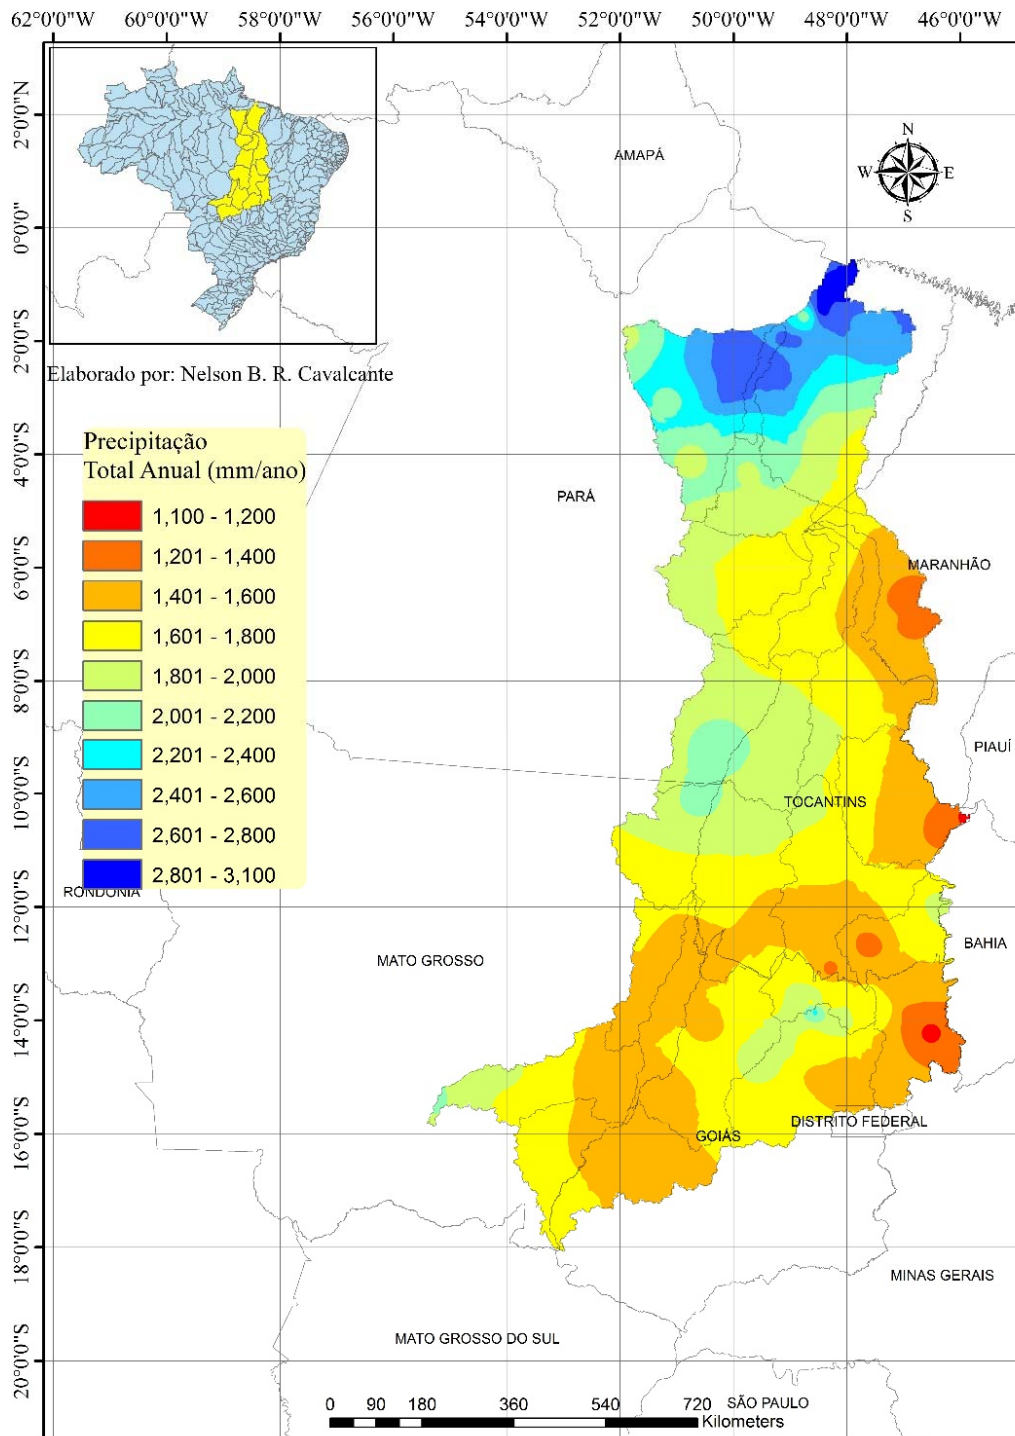 62°0'0"W 60°0'0"W 58°0'0"W 56°0'0"W 54°0'0"W 52°0'0"W 50°0'0"W 48°0'0"W 46°0'0"W
2°0'0"N
0°0'0"
2°0'0"S
4°0'0"S
6°0'0"S
8°0'0"S
10°0'0"S
12°0'0"S
14°0'0"S
16°0'0"S
18°0'0"S
20°0'0"S
N
W
E
S
AMAPÁ
Elaborado por: Nelson B. R. Cavalcante
Precipitação
Total Anual (mm/ano)
1,100 - 1,200
1,201 - 1,400
1,401 - 1,600
1,601 - 1,800
1,801 - 2,000
2,001 - 2,200
2,201 - 2,400
2,401 - 2,600
2,601 - 2,800
2,801 - 3,100
PARÁ
MARANHÃO
PIAUÍ
TOCANTINS
RONDÔNIA
MATO GROSSO
BAHIA
DISTRITO FEDERAL
GOIÁS
MINAS GERAIS
MATO GROSSO DO SUL
SÃO PAULO
0 90 180 360 540 720
Kilometers